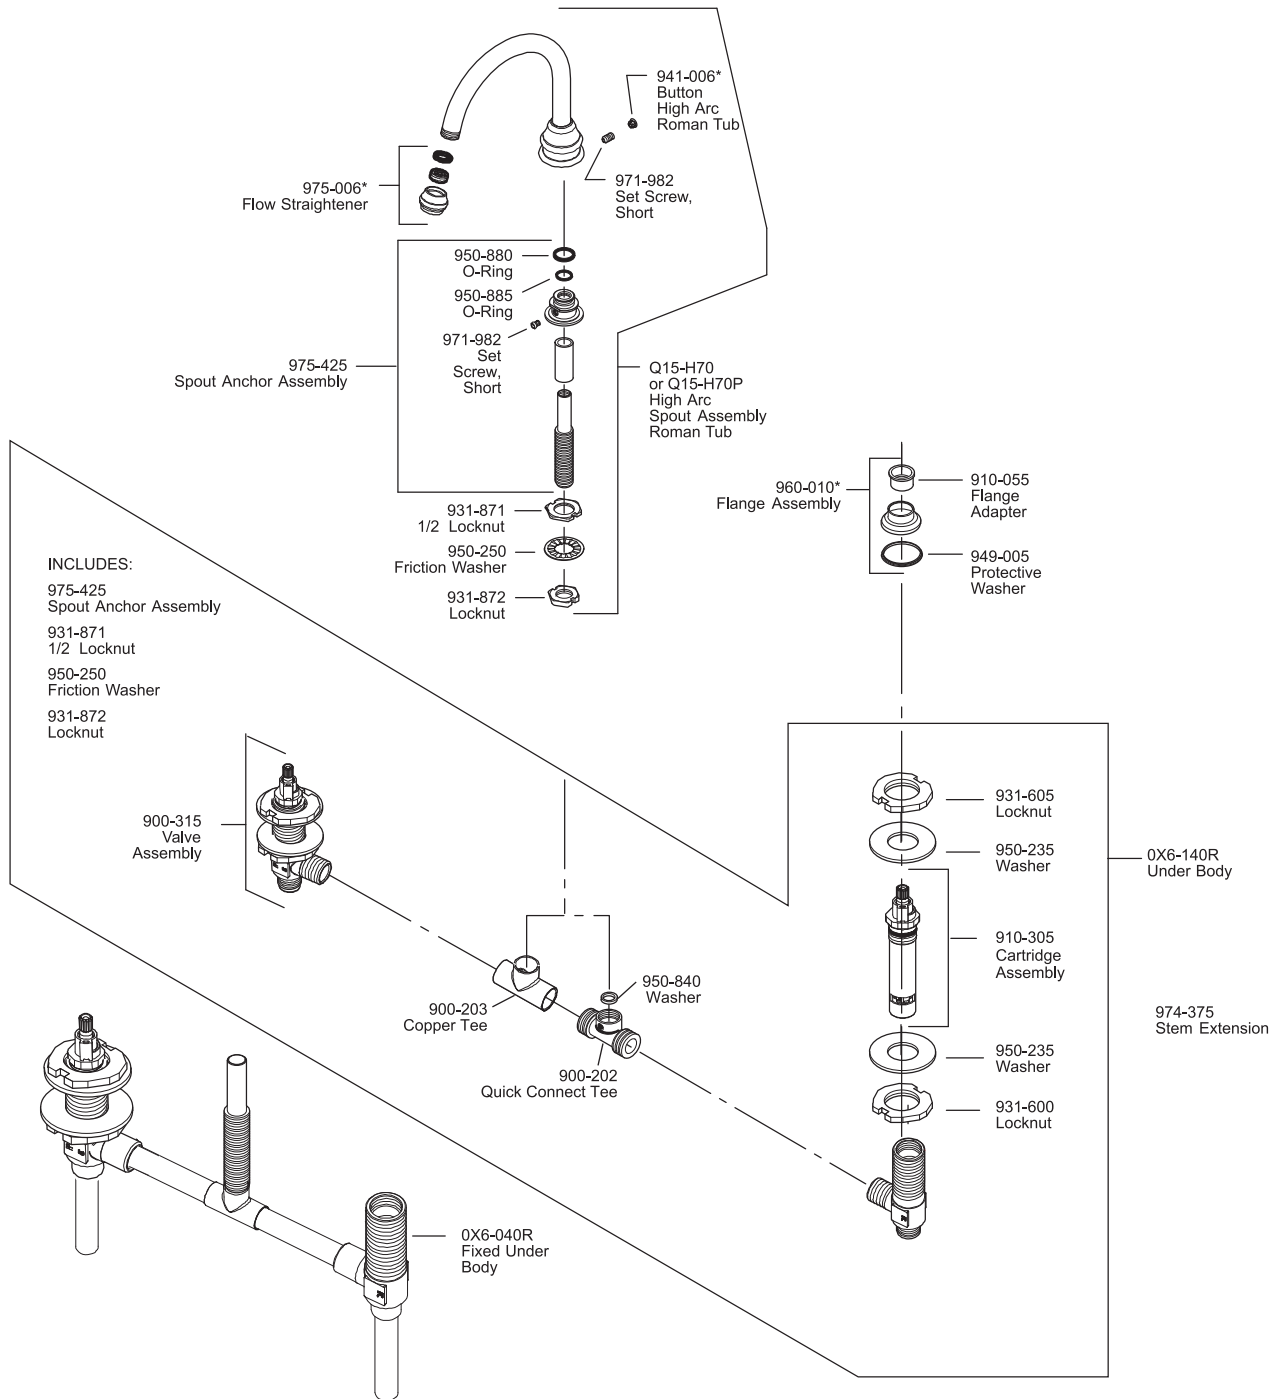 941-006*
Button
High Arc
Roman Tub
971-982
Set Screw,
Short
975-006*
Flow Straightener
950-880
O-Ring
950-885
O-Ring
971-982
Set
Screw,
Short
975-425
Spout Anchor Assembly
Q15-H70
or Q15-H70P
High Arc
Spout Assembly
Roman Tub
931-871
1/2 Locknut
950-250
Friction Washer
931-872
Locknut
960-010*
Flange Assembly
910-055
Flange
Adapter
949-005
Protective
Washer
INCLUDES:
975-425
Spout Anchor Assembly
931-871
1/2 Locknut
950-250
Friction Washer
931-872
Locknut
900-315
Valve
Assembly
931-605
Locknut
950-235
Washer
0X6-140R
Under Body
910-305
Cartridge
Assembly
950-840
Washer
900-203
Copper Tee
900-202
Quick Connect Tee
974-375
Stem Extension
950-235
Washer
931-600
Locknut
0X6-040R
Fixed Under
Body